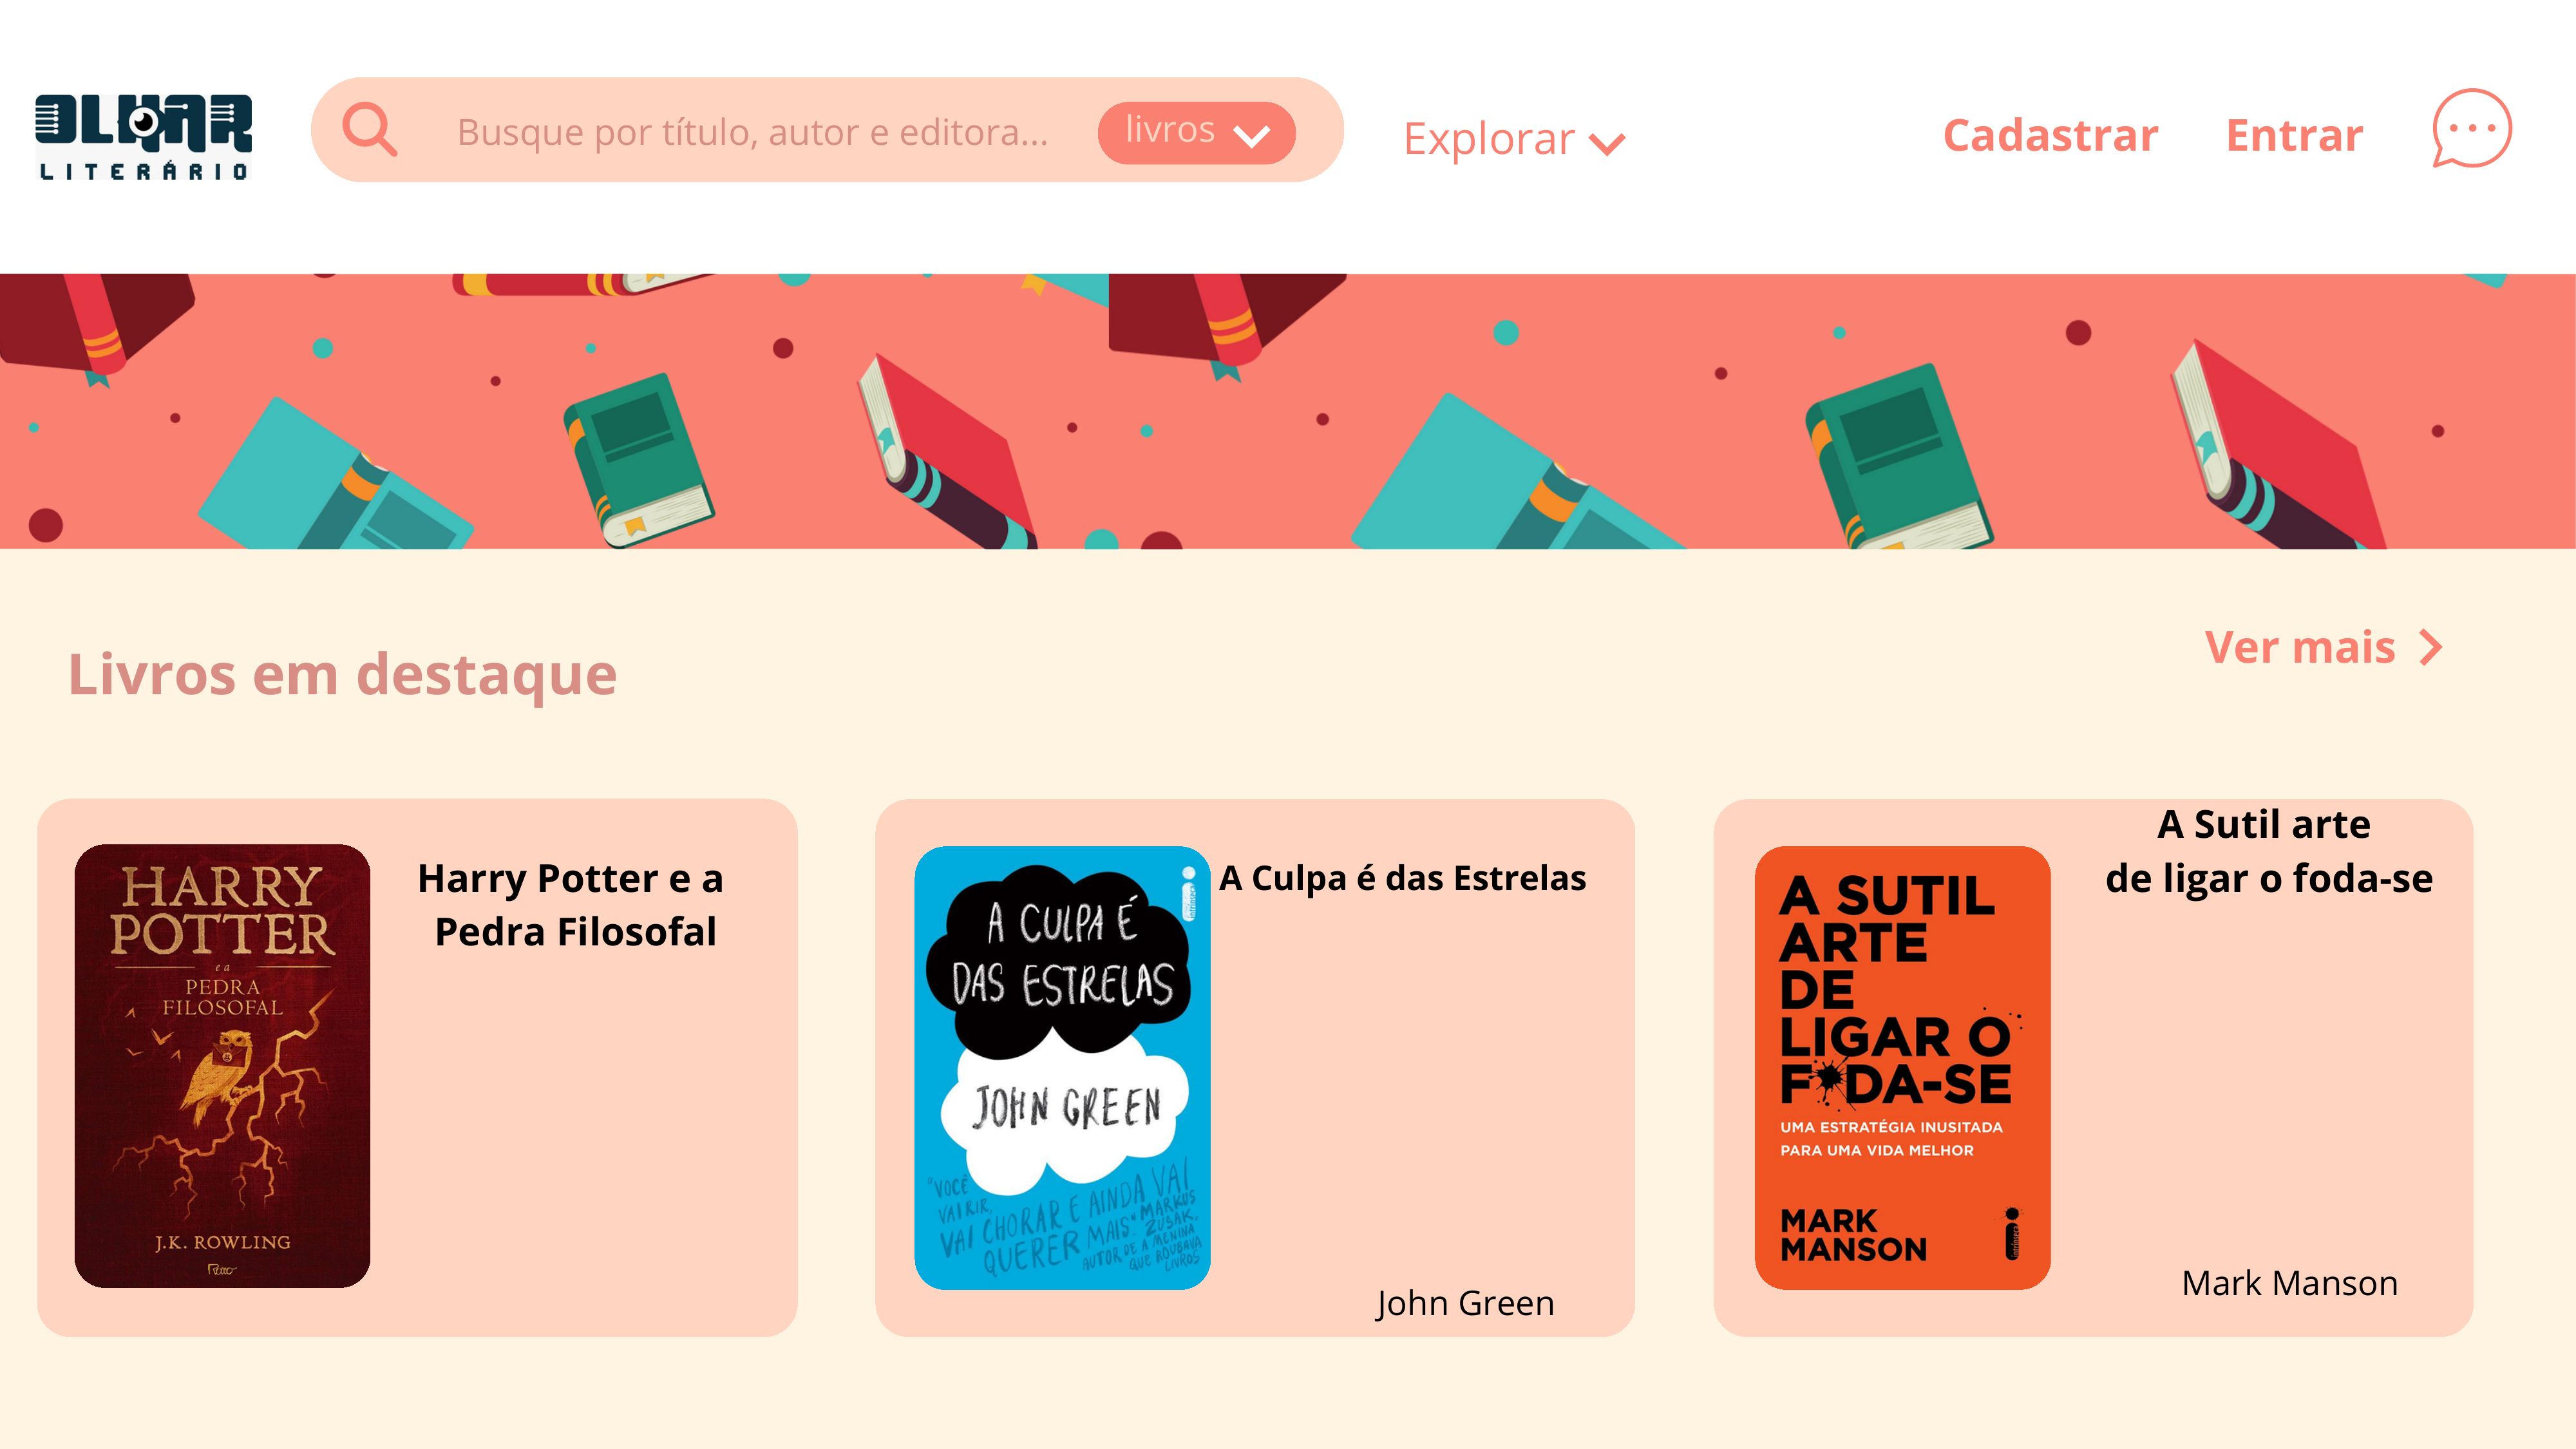 OLHAR
LITERÁRIO
Busque por título, autor e editora...
livros
Explorar
Cadastrar
Entrar
Livros em destaque
Ver mais
HARRY
POTTER
e a
PEDRA
FILOSOFAL
J.K. ROWLING
Harry Potter e a
Pedra Filosofal
A CULPA É
DAS ESTRELAS
JOHN GREEN
"VOCÊ
VAI RIR,
VAI CHORAR E AINDA VAI
QUERER MAIS." MARKUS
ZUSAK,
AUTOR DE A MENINA
QUE ROUBAVA
LIVROS
intrínseca
A Culpa é das Estrelas
John Green
A SUTIL
ARTE
DE
LIGAR O
F DA-SE
UMA ESTRATÉGIA INUSITADA
PARA UMA VIDA MELHOR
MARK
MANSON
intrínseca
A Sutil arte
de ligar o foda-se
Mark Manson